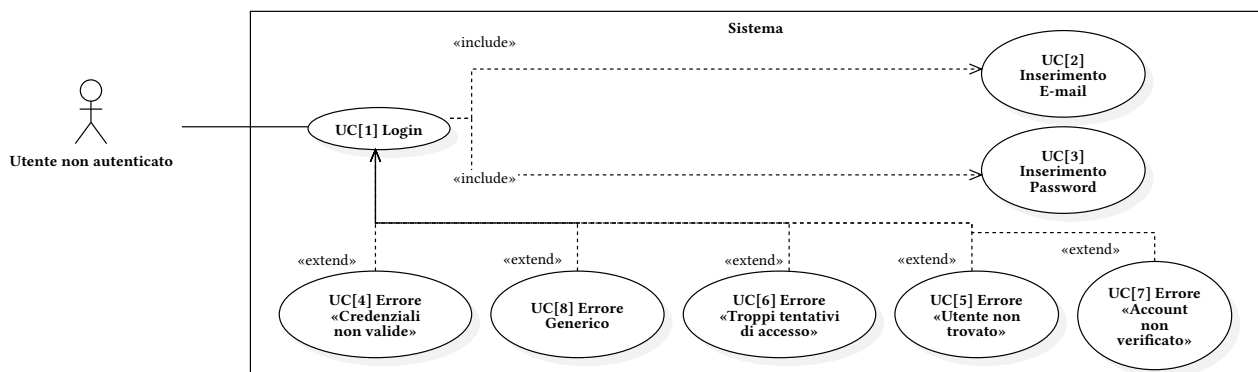 Sistema
«include»
UC[2]
Inserimento
E-mail
UC[1] Login
Utente non autenticato
«include»
UC[3]
Inserimento
Password
«extend»
«extend»
«extend»
«extend»
«extend»
UC[4] Errore
«Credenziali
non valide»
UC[8] Errore
Generico
UC[6] Errore
«Troppi tentativi
di accesso»
UC[5] Errore
«Utente non
trovato»
UC[7] Errore
«Account
non
verificato»